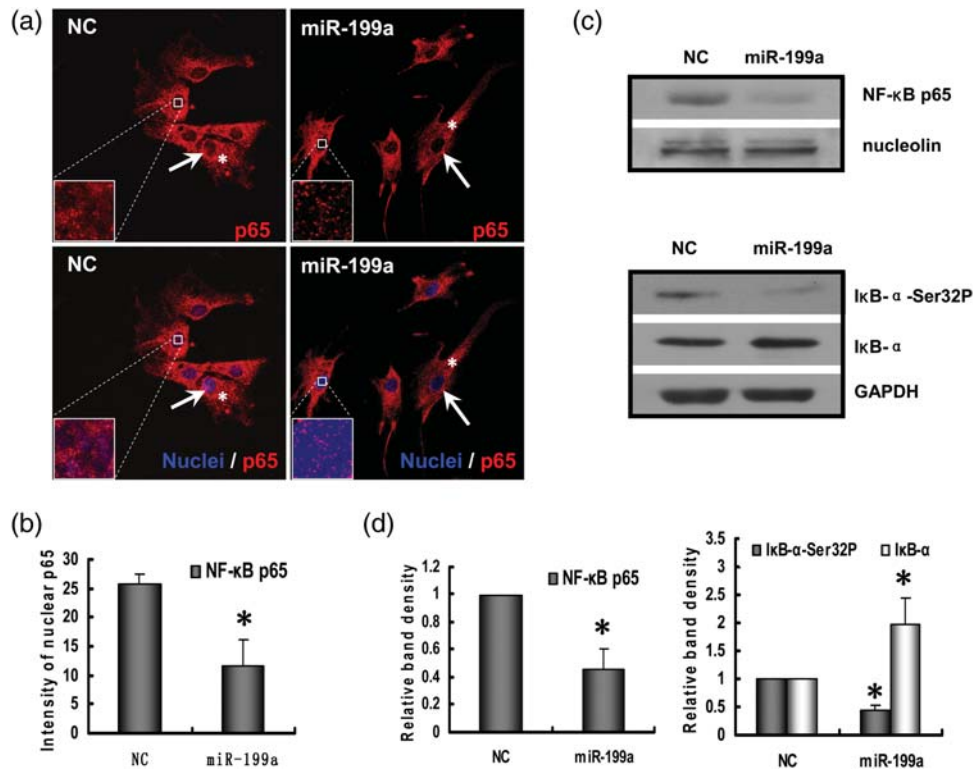 (a)
NC
miR-199a
p65
p65
NC
miR-199a
Nuclei / p65
Nuclei / p65
*
*
*
*
(c)
NC
miR-199a
NF-κB p65
nucleolin
NC
miR-199a
IκB-α-Ser32P
IκB-α
GAPDH
(b)
Intensity of nuclear p65
30
25
20
15
10
5
0
NF-κB p65
*
NC
miR-199a
(d)
Relative band density
1.2
1
0.8
0.6
0.4
0.2
0
NF-κB p65
*
NC
miR-199a
Relative band density
3.5
3
2.5
2
1.5
1
0.5
0
IκB-α-Ser32P
IκB-α
*
*
NC
miR-199a